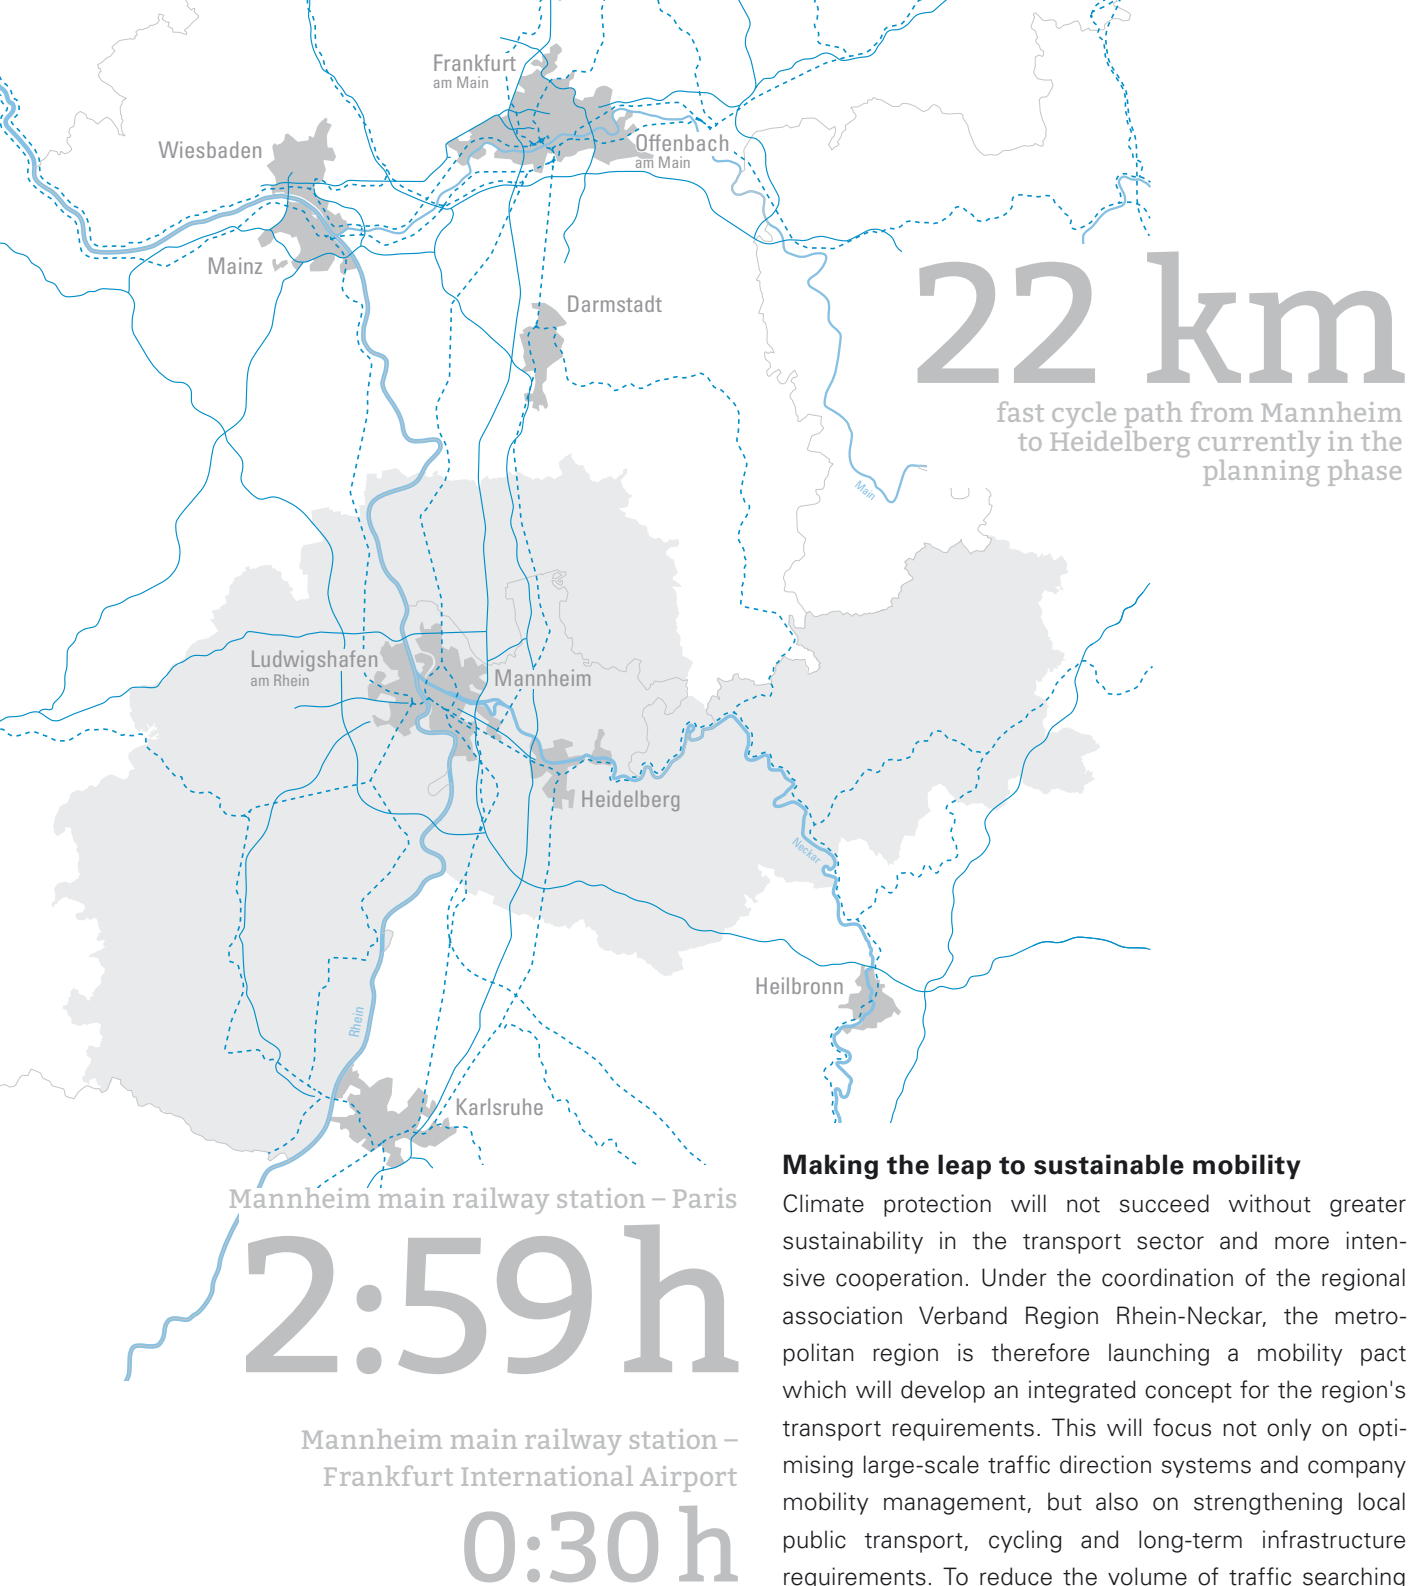 Frankfurt
am Main
Wiesbaden
Offenbach
am Main
Mainz
Darmstadt
22 km
fast cycle path from Mannheim
to Heidelberg currently in the
planning phase
Main
Ludwigshafen
am Rhein
Mannheim
Heidelberg
Neckar
Heilbronn
Rhein
Karlsruhe
Mannheim main railway station – Paris
2:59 h
Mannheim main railway station –
Frankfurt International Airport
0:30 h
Making the leap to sustainable mobility
Climate protection will not succeed without greater
sustainability in the transport sector and more inten-
sive cooperation. Under the coordination of the regional
association Verband Region Rhein-Neckar, the metro-
politan region is therefore launching a mobility pact
which will develop an integrated concept for the region's
transport requirements. This will focus not only on opti-
mising large-scale traffic direction systems and company
mobility management, but also on strengthening local
public transport, cycling and long-term infrastructure
requirements. To reduce the volume of traffic searching